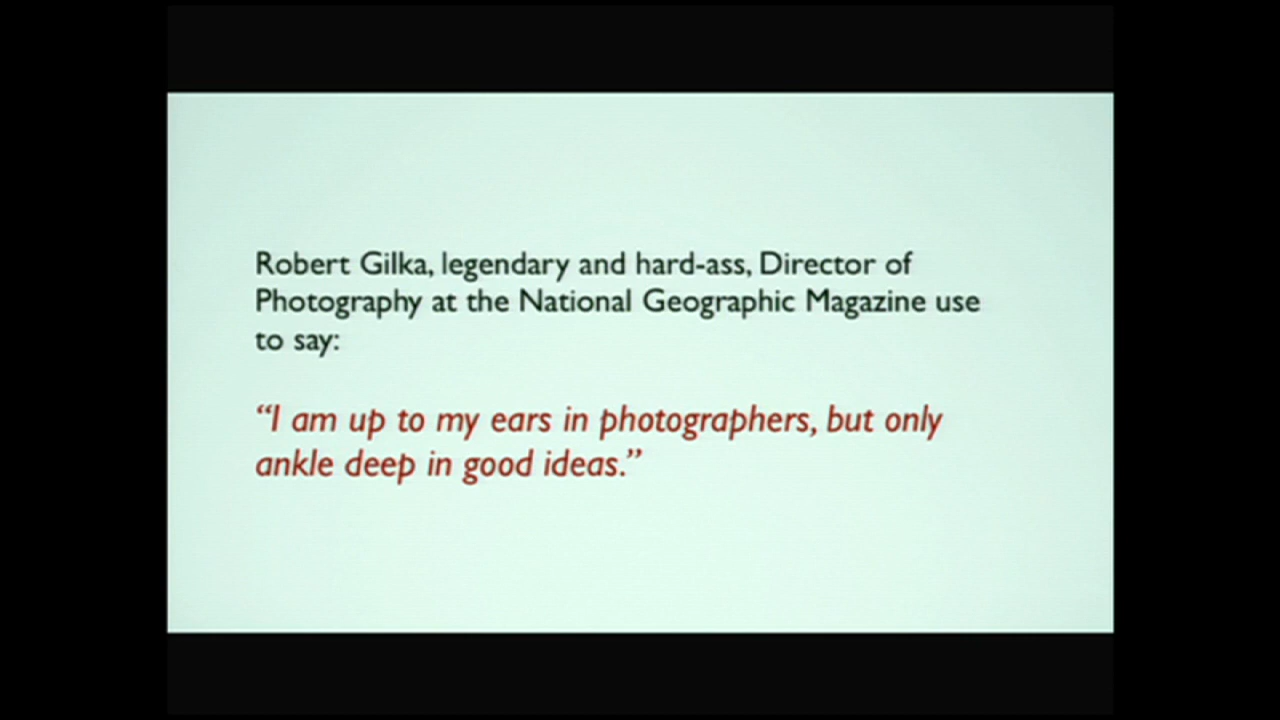 Robert Gilka, legendary and hard-ass, Director of
Photography at the National Geographic Magazine use
to say:
“I am up to my ears in photographers, but only
ankle deep in good ideas.”